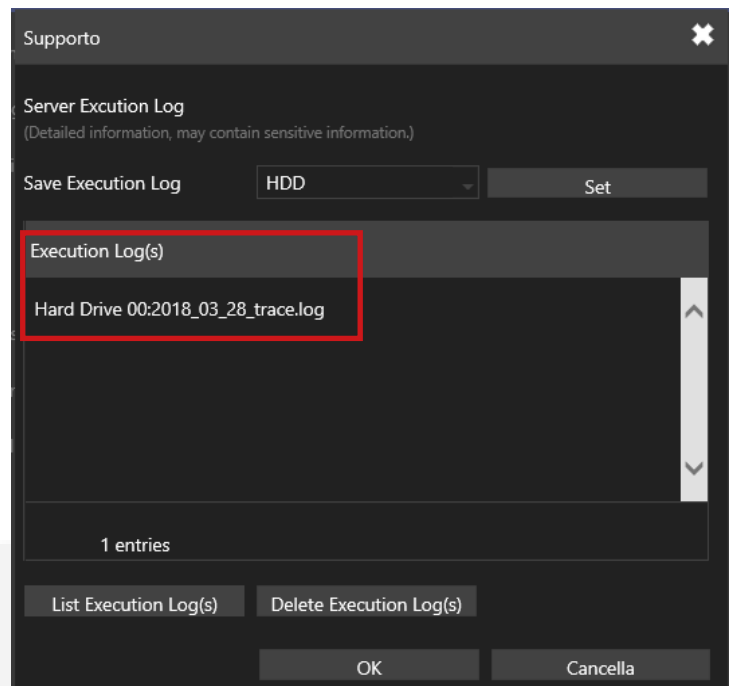 Supporto
Server Excution Log
(Detailed information, may contain sensitive information.)
Save Execution Log HDD Set
Execution Log(s)
Hard Drive 00:2018_03_28_trace.log
1 entries
List Execution Log(s) Delete Execution Log(s)
OK Cancella